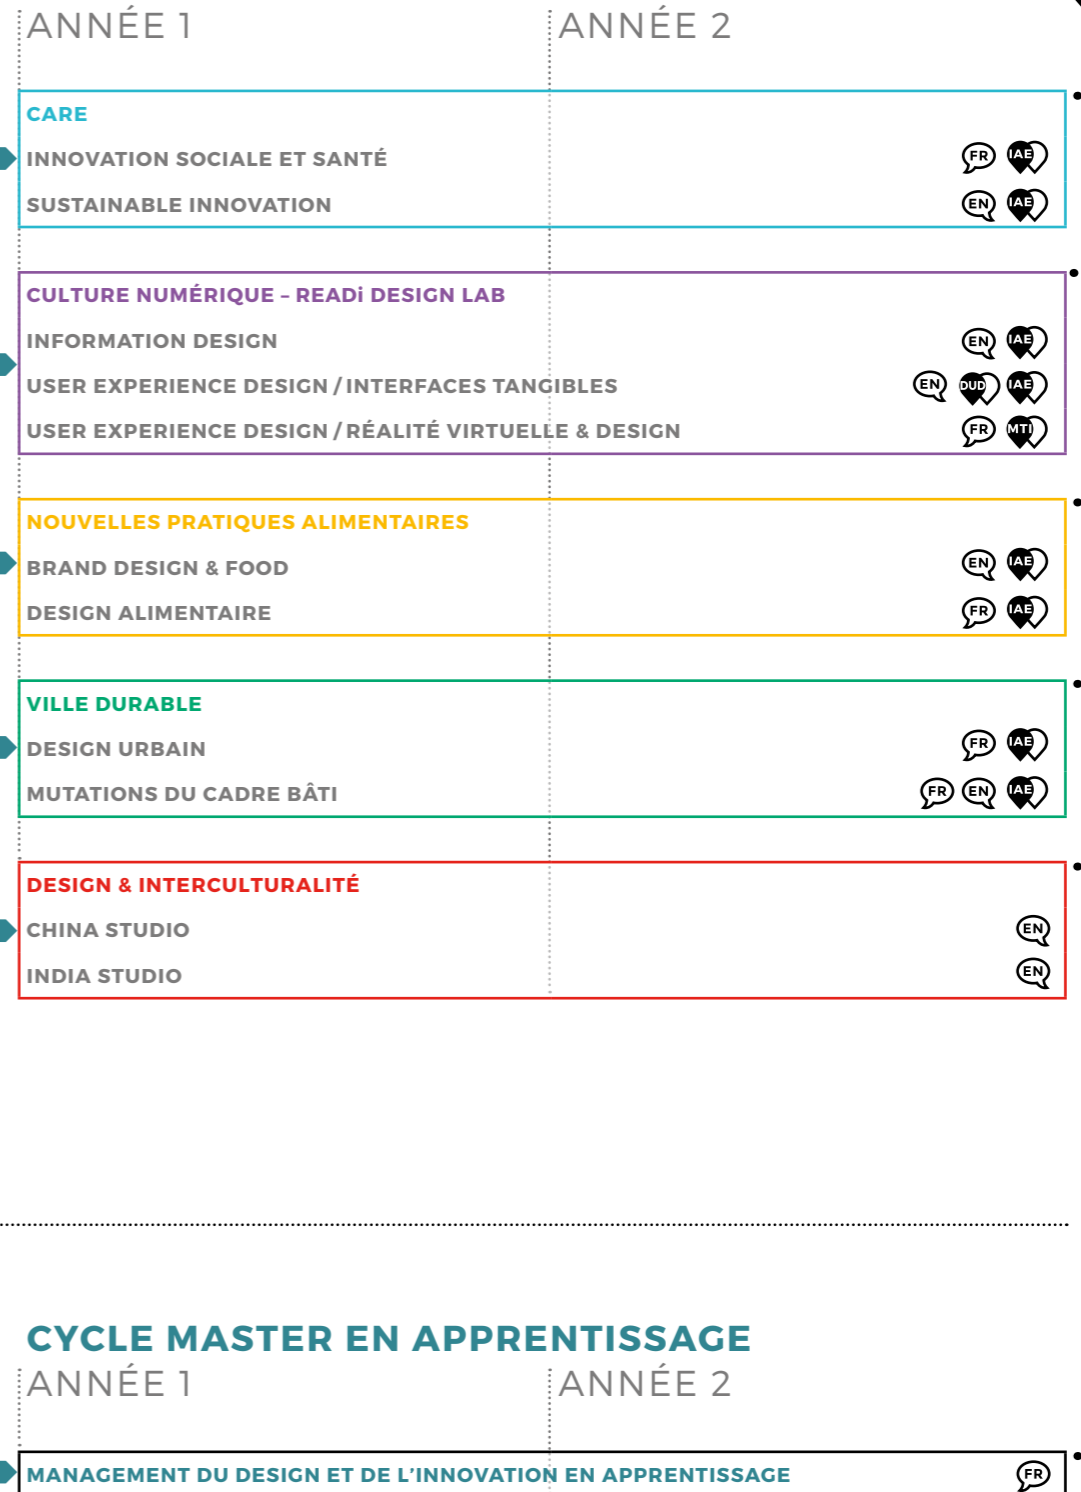 ANNÉE 1 ANNÉE 2
CARE
INNOVATION SOCIALE ET SANTÉ FR IAE
SUSTAINABLE INNOVATION EN IAE
CULTURE NUMÉRIQUE – READi DESIGN LAB
INFORMATION DESIGN EN IAE
USER EXPERIENCE DESIGN / INTERFACES TANGIBLES EN DUD IAE
USER EXPERIENCE DESIGN / RÉALITÉ VIRTUELLE & DESIGN FR MTI
NOUVELLES PRATIQUES ALIMENTAIRES
BRAND DESIGN & FOOD EN IAE
DESIGN ALIMENTAIRE FR IAE
VILLE DURABLE
DESIGN URBAIN FR IAE
MUTATIONS DU CADRE BÂTI FR EN IAE
DESIGN & INTERCULTURALITÉ
CHINA STUDIO EN
INDIA STUDIO EN
CYCLE MASTER EN APPRENTISSAGE
ANNÉE 1 ANNÉE 2
MANAGEMENT DU DESIGN ET DE L'INNOVATION EN APPRENTISSAGE FR